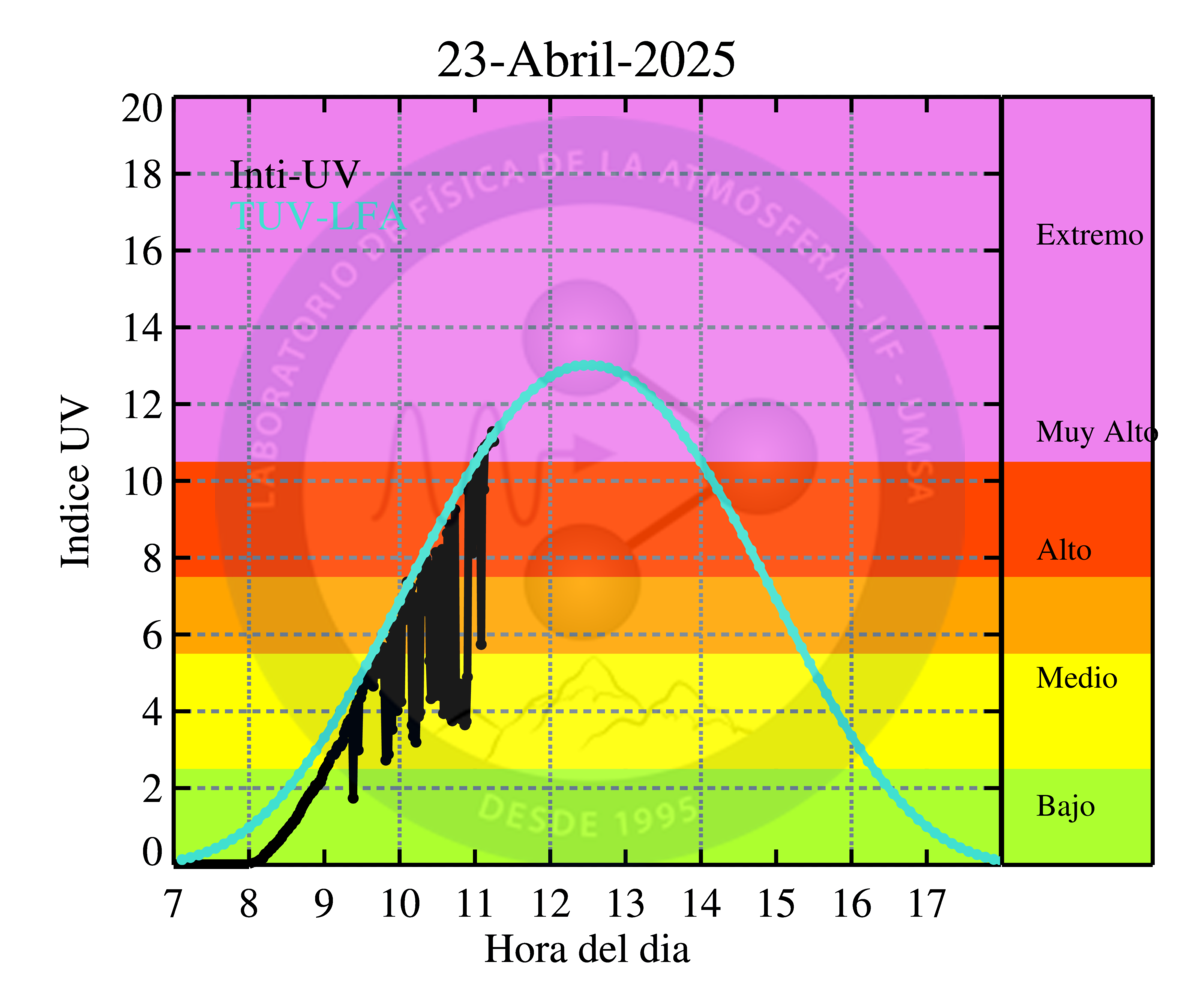 23-Abril-2025
Indice UV
20
18
16
14
12
10
8
6
4
2
0
Inti-UV
TUV-LFA
LABORATORIO DE FÍSICA DE LA ATMÓSFERA - IIF - UMSA
DESDE 1995
Extremo
Muy Alto
Alto
Medio
Bajo
7 8 9 10 11 12 13 14 15 16 17
Hora del dia